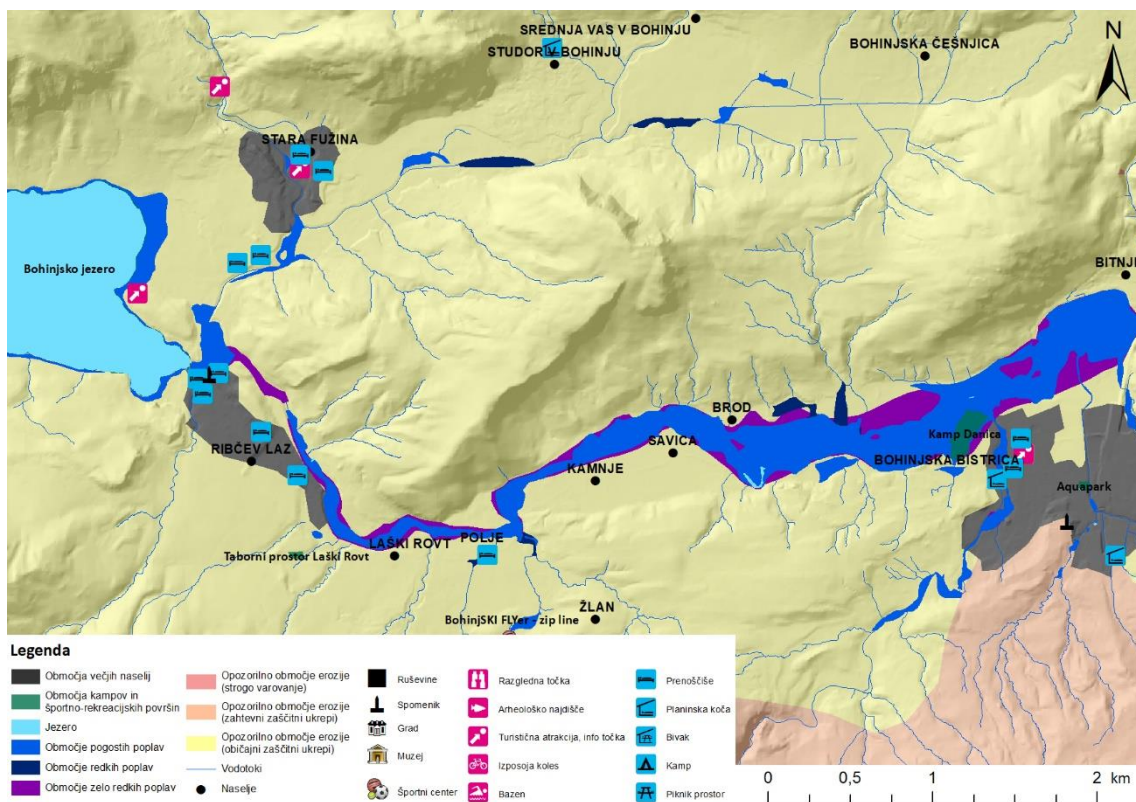 SREDNJA VAS V BOHINJU
STUDOR V BOHINJU
BOHINJSKA ČEŠNJICA
N
STARA FUŽINA
Bohinjsko jezero
BITNJE
BROD
Kamp Danica
SAVICA
RIBČEV LAZ
KAMNJE
BOHINJSKA BISTRICA
Aquapark
LAŠKI ROVT
POLJE
Taborni prostor Laški Rovt
ŽLAN
BohinjSKI FLYer - zip line
Legenda
Območja večjih naselij
Območja kampov in
športno-rekreacijskih površin
Jezero
Območje pogostih poplav
Območje redkih poplav
Območje zelo redkih poplav
Opozorilno območje erozije
(strogo varovanje)
Opozorilno območje erozije
(zahtevni zaščitni ukrepi)
Opozorilno območje erozije
(običajni zaščitni ukrepi)
Vodotoki
Naselje
Ruševine
Spomenik
Grad
Muzej
Športni center
Razgledna točka
Arheološko najdišče
Turistična atrakcija, info točka
Izposoja koles
Bazen
Prenočišče
Planinska koča
Bivak
Kamp
Piknik prostor
0 0,5 1 2 km